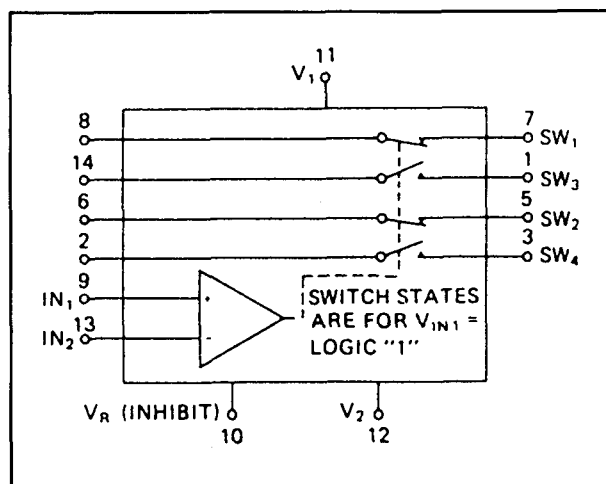 11
V1
8
7
SW1
14
1
SW3
6
5
SW2
2
3
SW4
9
IN1
+
SWITCH STATES
ARE FOR VIN1 =
LOGIC "1"
13
IN2
-
VR (INHIBIT)
10
V2
12